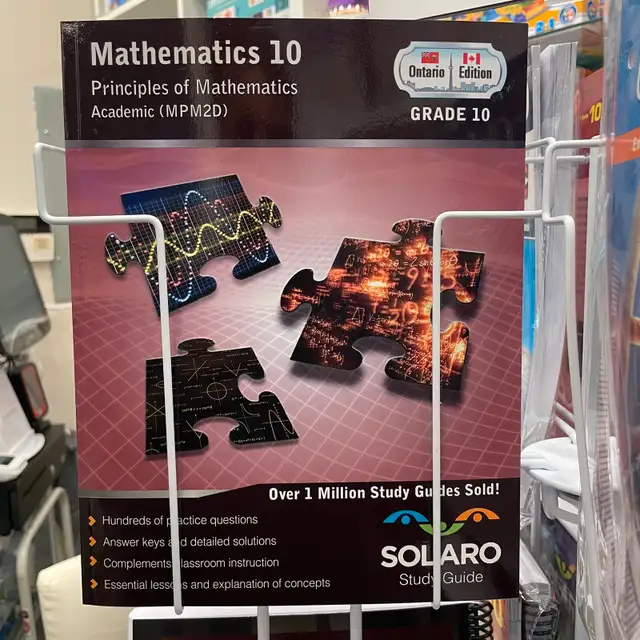 Mathematics 10
Principles of Mathematics
Academic (MPM2D)
Ontario Edition
GRADE 10
Over 1 Million Study Guides Sold!
Hundreds of practice questions
Answer keys and detailed solutions
Complements classroom instruction
Essential lessons and explanation of concepts
SOLARO
Study Guide